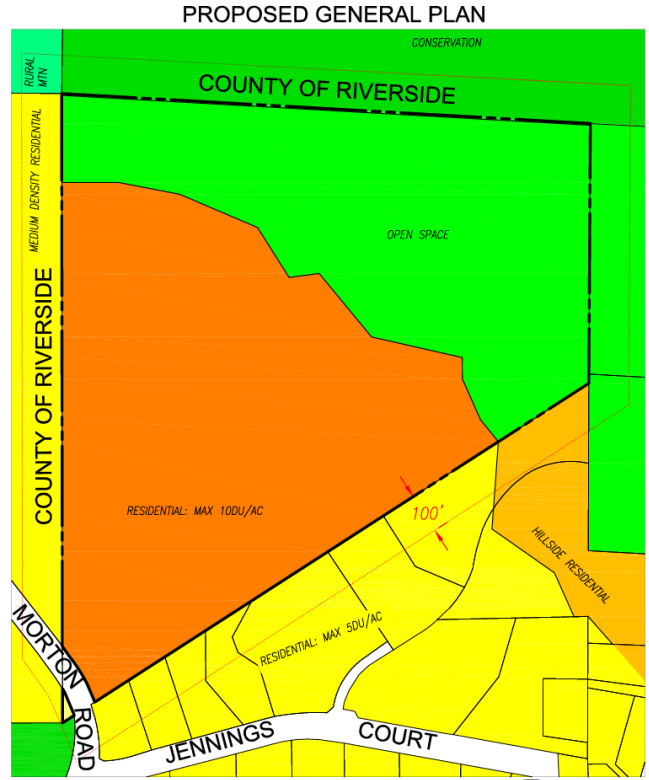 PROPOSED GENERAL PLAN
CONSERVATION
RURAL
MTN
COUNTY OF RIVERSIDE
MEDIUM DENSITY RESIDENTIAL
OPEN SPACE
COUNTY OF RIVERSIDE
RESIDENTIAL: MAX 10DU/AC
100'
HILLSIDE RESIDENTIAL
RESIDENTIAL: MAX 5DU/AC
MORTON
ROAD
JENNINGS
COURT